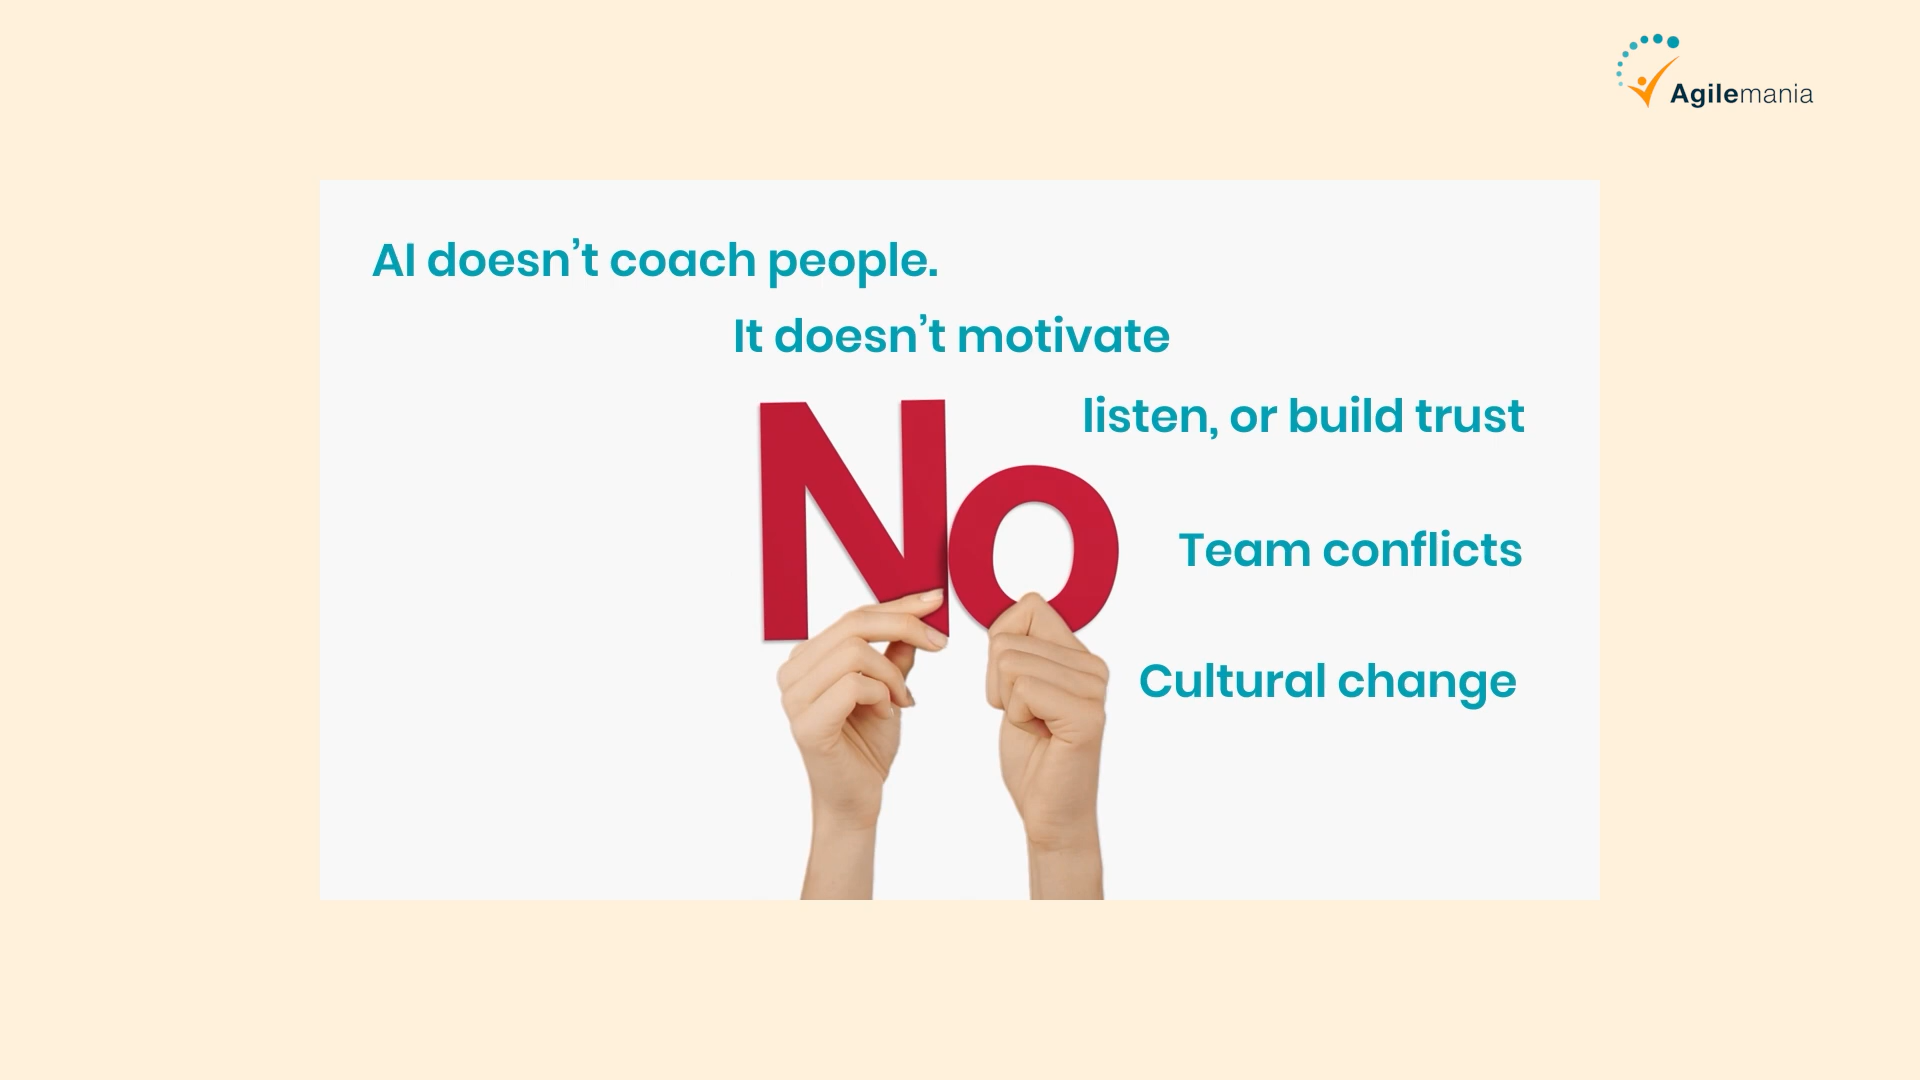 Agilemania
AI doesn’t coach people.
It doesn’t motivate
listen, or build trust
No
Team conflicts
Cultural change